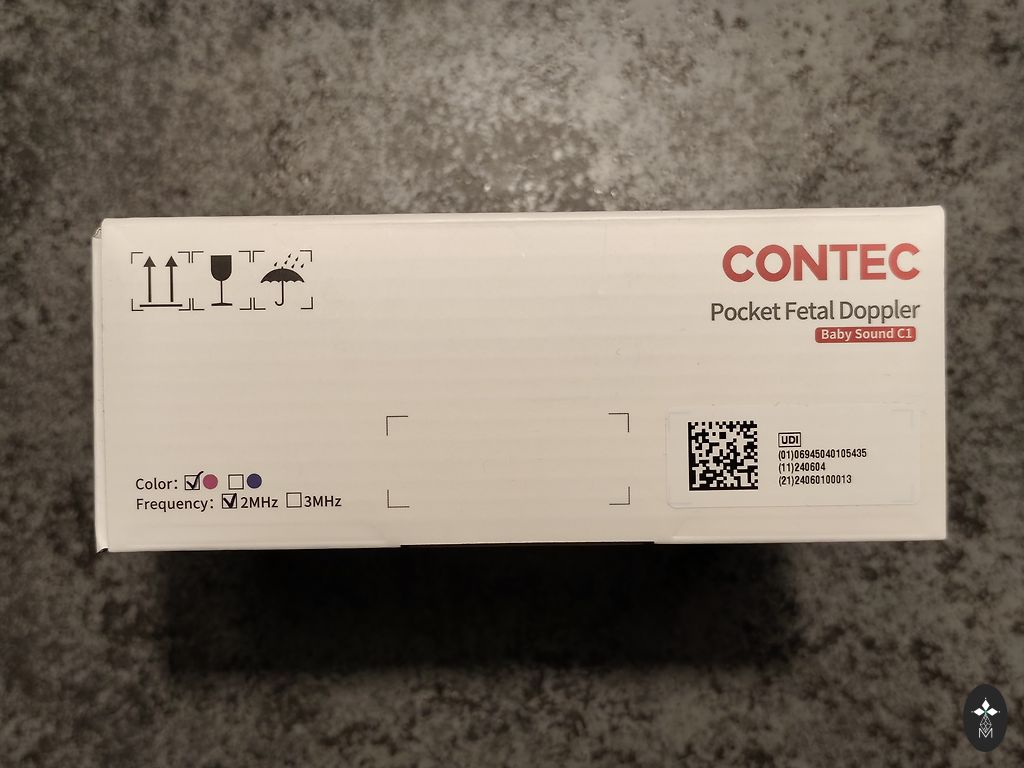 CONTEC
Pocket Fetal Doppler
Baby Sound C1
UDI
(01)06945040105435
(11)240604
(21)24060100013
Color:
Frequency: 2MHz 3MHz
M